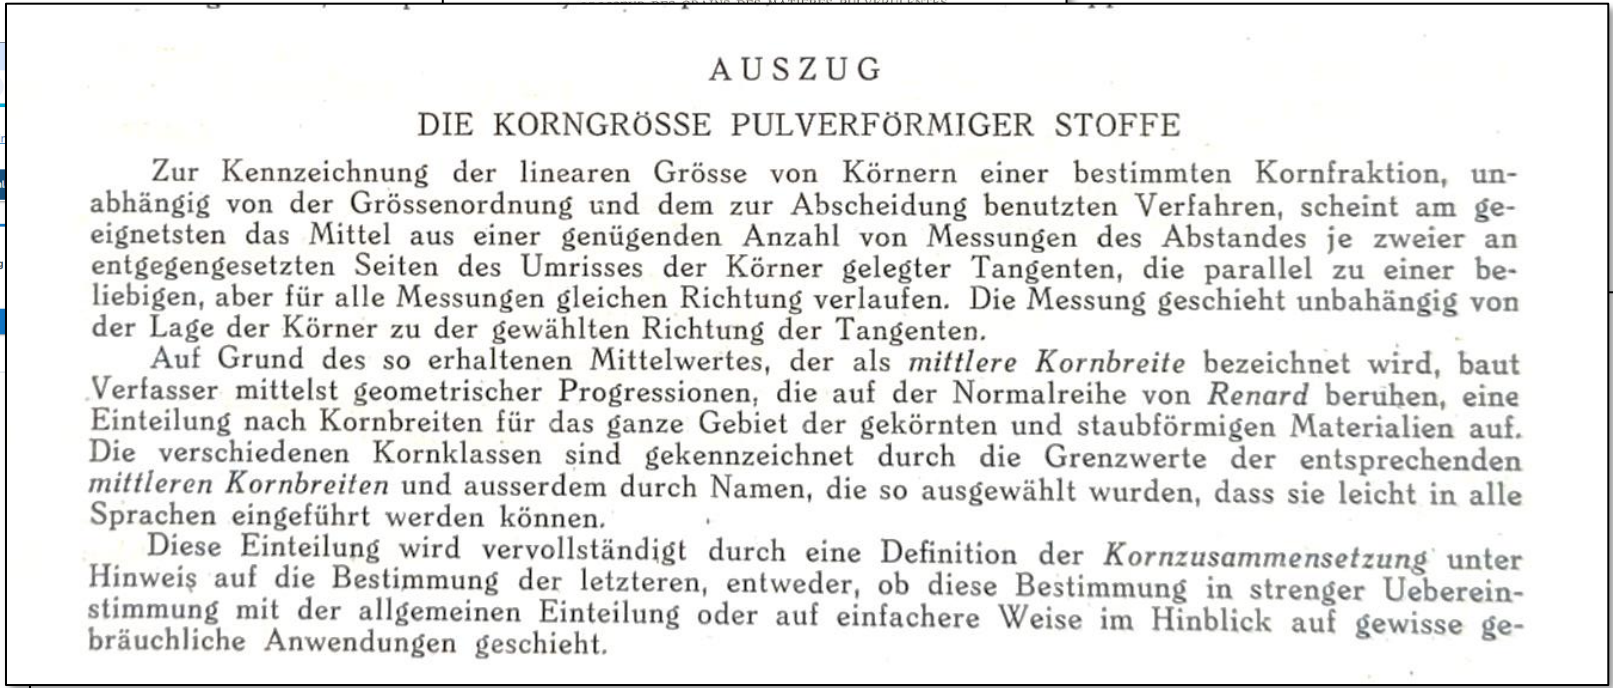 AUSZUG
DIE KORNGRÖSSE PULVERFÖRMIGER STOFFE
Zur Kennzeichnung der linearen Grösse von Körnern einer bestimmten Kornfraktion, un-
abhängig von der Grössenordnung und dem zur Abscheidung benutzten Verfahren, scheint am ge-
eignetsten das Mittel aus einer genügenden Anzahl von Messungen des Abstandes je zweier an
entgegengesetzten Seiten des Umrisses der Körner gelegter Tangenten, die parallel zu einer be-
liebigen, aber für alle Messungen gleichen Richtung verlaufen. Die Messung geschieht unbahängig von
der Lage der Körner zu der gewählten Richtung der Tangenten.
Auf Grund des so erhaltenen Mittelwertes, der als mittlere Kornbreite bezeichnet wird, baut
Verfasser mittelst geometrischer Progressionen, die auf der Normalreihe von Renard beruhen, eine
Einteilung nach Kornbreiten für das ganze Gebiet der gekörnten und staubförmigen Materialien auf.
Die verschiedenen Kornklassen sind gekennzeichnet durch die Grenzwerte der entsprechenden
mittleren Kornbreiten und ausserdem durch Namen, die so ausgewählt wurden, dass sie leicht in alle
Sprachen eingeführt werden können.
Diese Einteilung wird vervollständigt durch eine Definition der Kornzusammensetzung unter
Hinweis auf die Bestimmung der letzteren, entweder, ob diese Bestimmung in strenger Ueberein-
stimmung mit der allgemeinen Einteilung oder auf einfachere Weise im Hinblick auf gewisse ge-
bräuchliche Anwendungen geschieht.